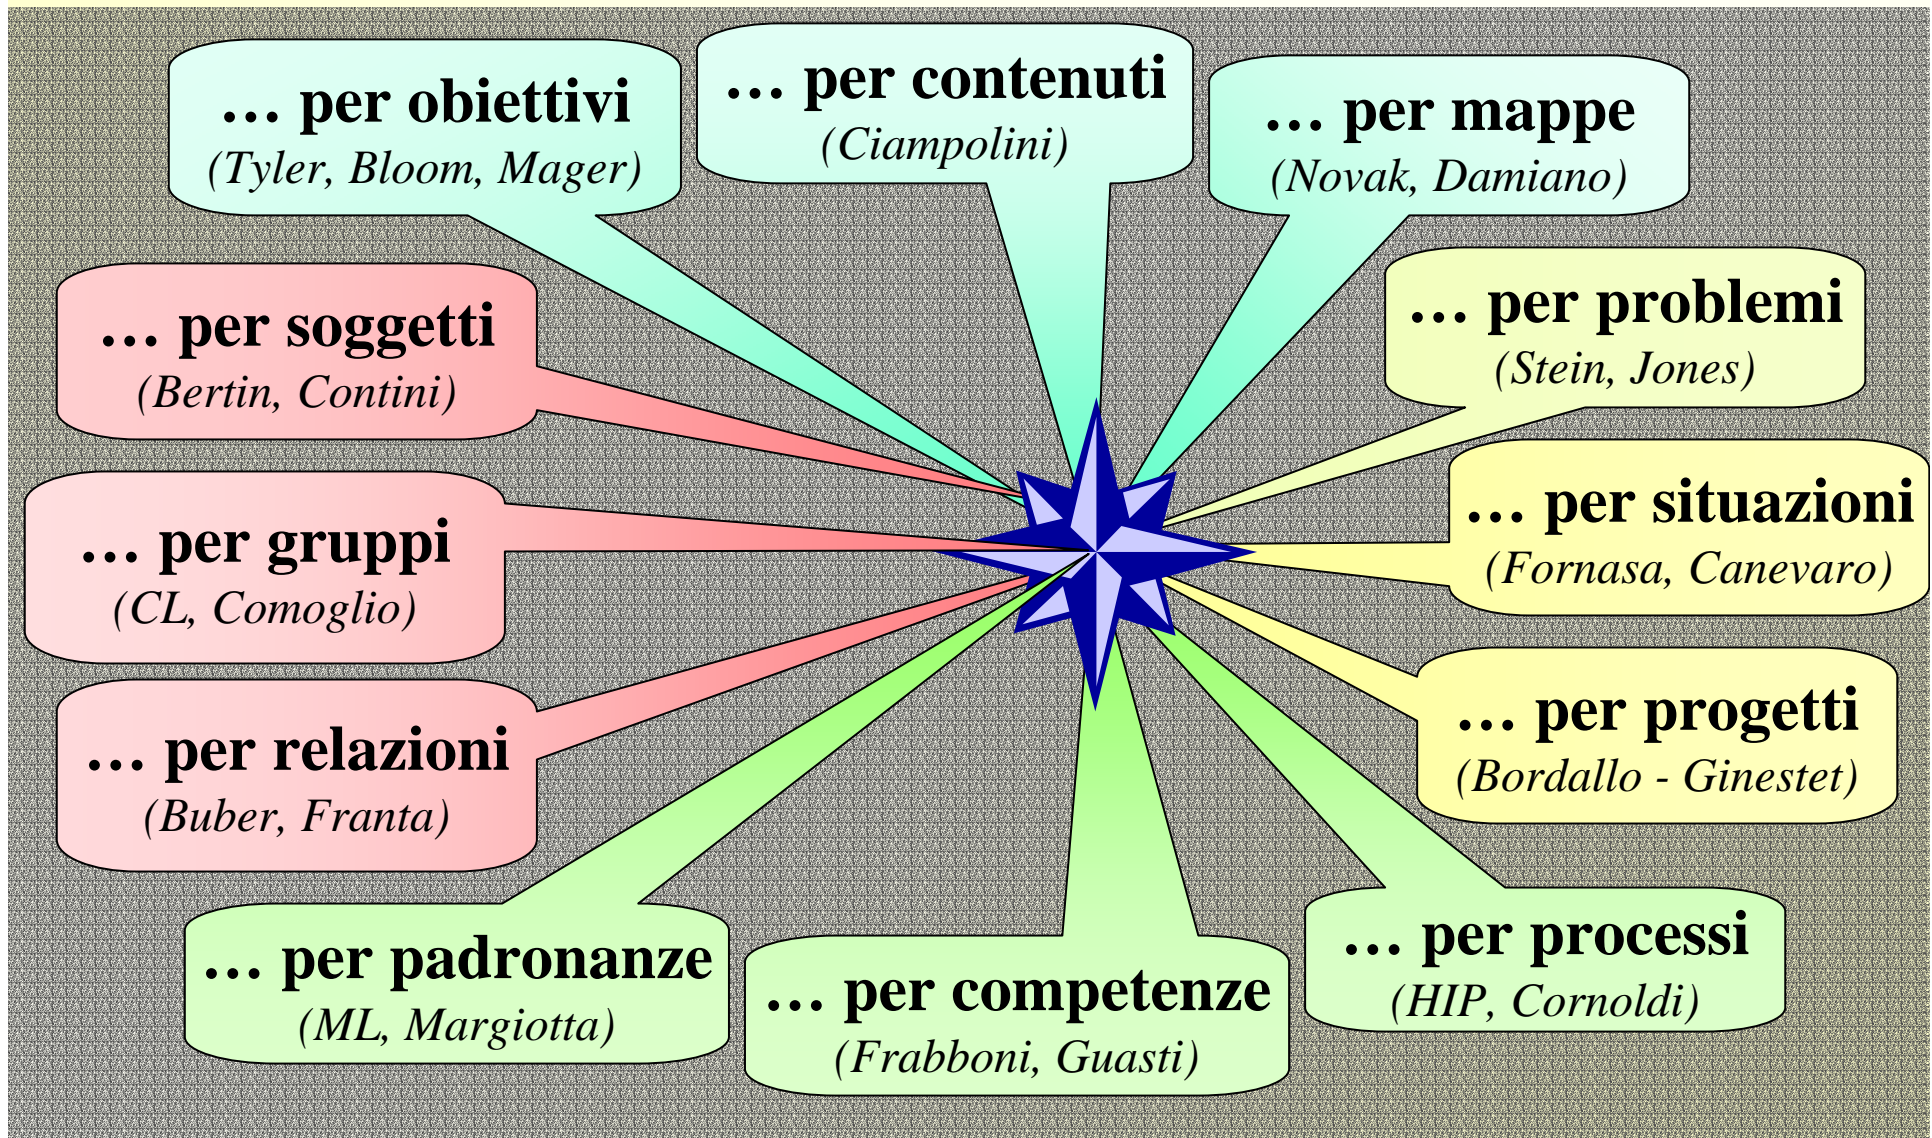 … per obiettivi
(Tyler, Bloom, Mager)
… per contenuti
(Ciampolini)
… per mappe
(Novak, Damiano)
… per soggetti
(Bertin, Contini)
… per problemi
(Stein, Jones)
… per gruppi
(CL, Comoglio)
… per situazioni
(Fornasa, Canevaro)
… per relazioni
(Buber, Franta)
… per progetti
(Bordallo - Ginestet)
… per padronanze
(ML, Margiotta)
… per competenze
(Frabboni, Guasti)
… per processi
(HIP, Cornoldi)